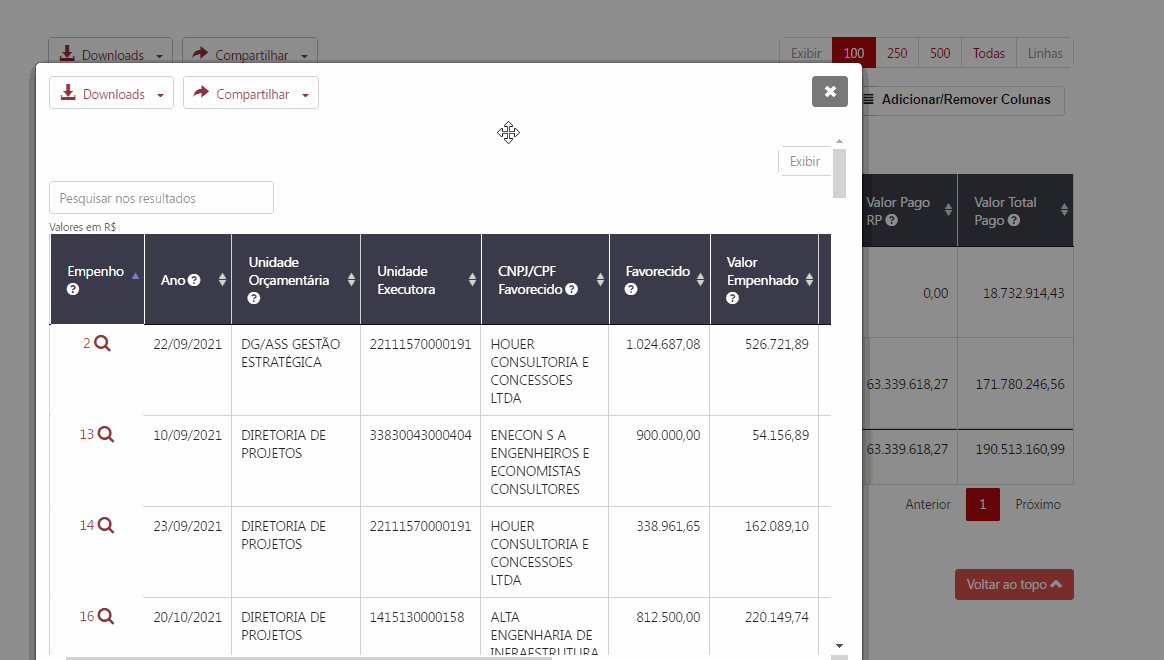 Downloads
Compartilhar
Exibir
100
250
500
Todas
Linhas
Downloads
Compartilhar
Adicionar/Remover Colunas
Exibir
Pesquisar nos resultados
Valores em R$
Empenho
Ano
Unidade
Orçamentária
Unidade
Executora
CNPJ/CPF
Favorecido
Favorecido
Valor
Empenhado
Valor Pago
RP
Valor Total
Pago
2
22/09/2021
DG/ASS GESTÃO
ESTRATÉGICA
22111570000191
HOUER
CONSULTORIA E
CONCESSOES
LTDA
1.024.687,08
526.721,89
0,00
18.732.914,43
13
10/09/2021
DIRETORIA DE
PROJETOS
33830043000404
ENECON S A
ENGENHEIROS E
ECONOMISTAS
CONSULTORES
900.000,00
54.156,89
63.339.618,27
171.780.246,56
63.339.618,27
190.513.160,99
14
23/09/2021
DIRETORIA DE
PROJETOS
22111570000191
HOUER
CONSULTORIA E
CONCESSOES
LTDA
338.961,65
162.089,10
Anterior
1
Próximo
16
20/10/2021
DIRETORIA DE
PROJETOS
1415130000158
ALTA
ENGENHARIA DE
INFRAESTRUTURA
812.500,00
220.149,74
Voltar ao topo